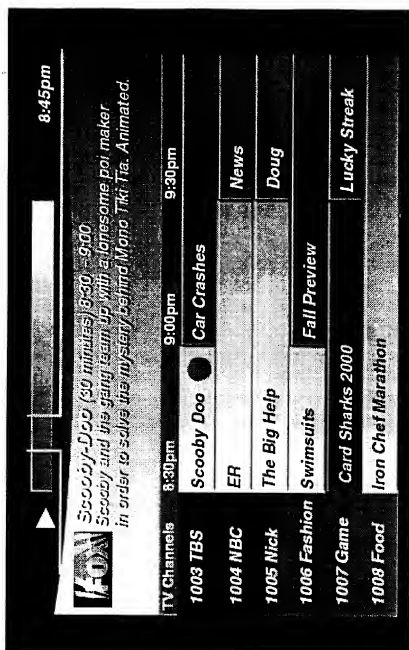 8:45pm
FOX
Scooby-Doo (30 minutes) 8:30 - 9:00
Scooby and the gang team up with a lonesome poi maker
in order to solve the mystery behind Mono Tiki Tia. Animated.
TV Channels 8:30pm 9:00pm 9:30pm
1003 TBS Scooby Doo Car Crashes
1004 NBC ER News
1005 Nick The Big Help Doug
1006 Fashion Swimsuits Fall Preview
1007 Game Card Sharks 2000 Lucky Streak
1008 Food Iron Chef Marathon